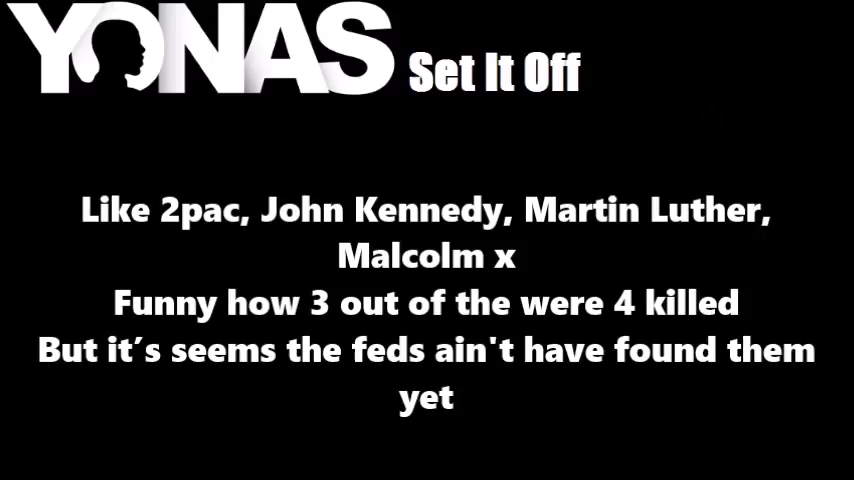 YONAS Set It Off
Like 2pac, John Kennedy, Martin Luther,
Malcolm x
Funny how 3 out of the were 4 killed
But it’s seems the feds ain't have found them
yet